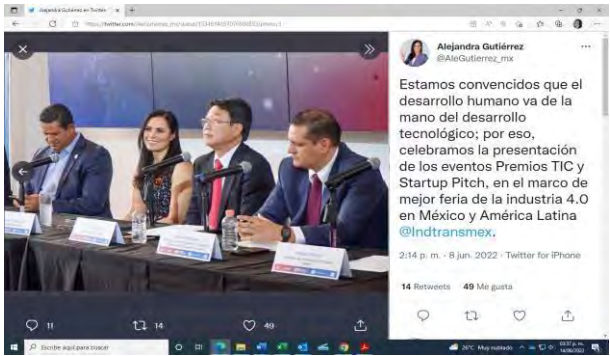 Alejandra Gutiérrez en Twitter
Alejandra Gutiérrez
@AleGutierrez_mx
Estamos convencidos que el
desarrollo humano va de la
mano del desarrollo
tecnológico; por eso,
celebramos la presentación
de los eventos Premios TIC y
Startup Pitch, en el marco de
mejor feria de la industria 4.0
en México y América Latina
@Indtransmex.
2:14 p. m. · 8 jun. 2022 · Twitter for iPhone
14 Retweets 49 Me gusta
11 14 49
Escribe aquí para buscar
26°C Muy nublado
14/06/2022